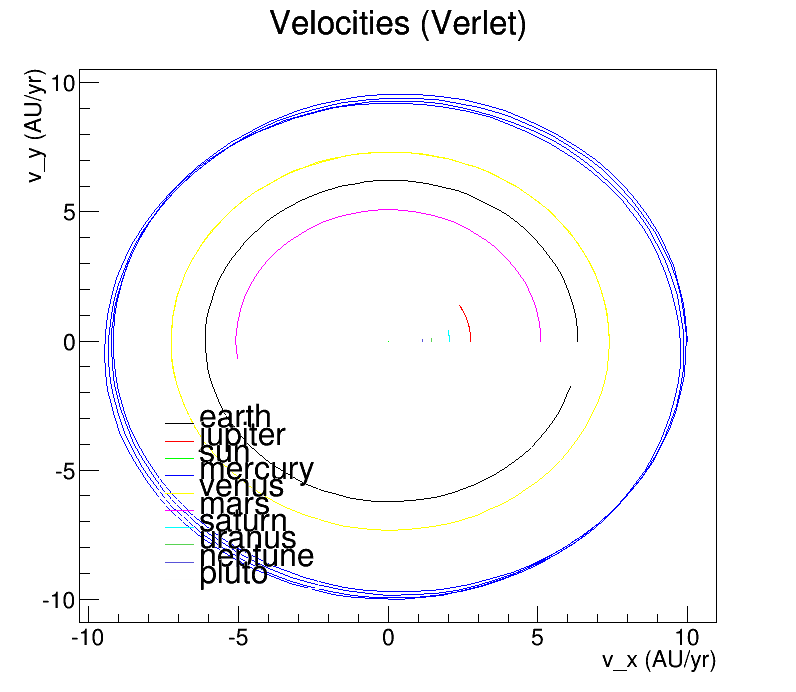 Velocities (Verlet)
v_y (AU/yr)
10
5
0
-5
-10
earth
jupiter
sun
mercury
venus
mars
saturn
uranus
neptune
pluto
-10 -5 0 5 10
v_x (AU/yr)